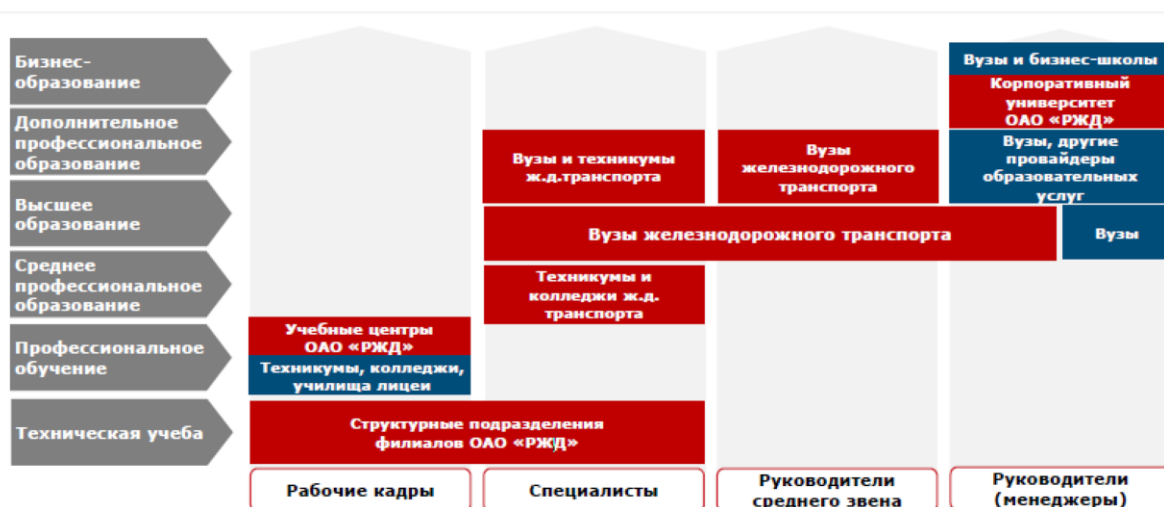 Бизнес-
образование
Вузы и бизнес-школы
Корпоративный
университет
ОАО «РЖД»
Дополнительное
профессиональное
образование
Вузы и техникумы
ж.д.транспорта
Вузы
железнодорожного
транспорта
Вузы, другие
провайдеры
образовательных
услуг
Высшее
образование
Вузы железнодорожного транспорта
Вузы
Среднее
профессиональное
образование
Техникумы и
колледжи ж.д.
транспорта
Профессиональное
обучение
Учебные центры
ОАО «РЖД»
Техникумы, колледжи,
училища лицеи
Техническая учеба
Структурные подразделения
филиалов ОАО «РЖД»
Рабочие кадры
Специалисты
Руководители
среднего звена
Руководители
(менеджеры)